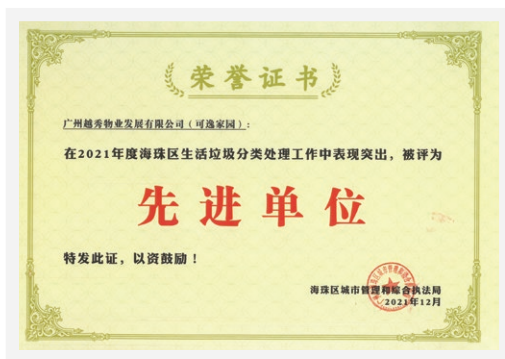 荣誉证书
广州越秀物业发展有限公司（可逸家园）：
在2021年度海珠区生活垃圾分类处理工作中表现突出，被评为
先进单位
特发此证，以资鼓励！
海珠区城市管理和综合执法局
2021年12月